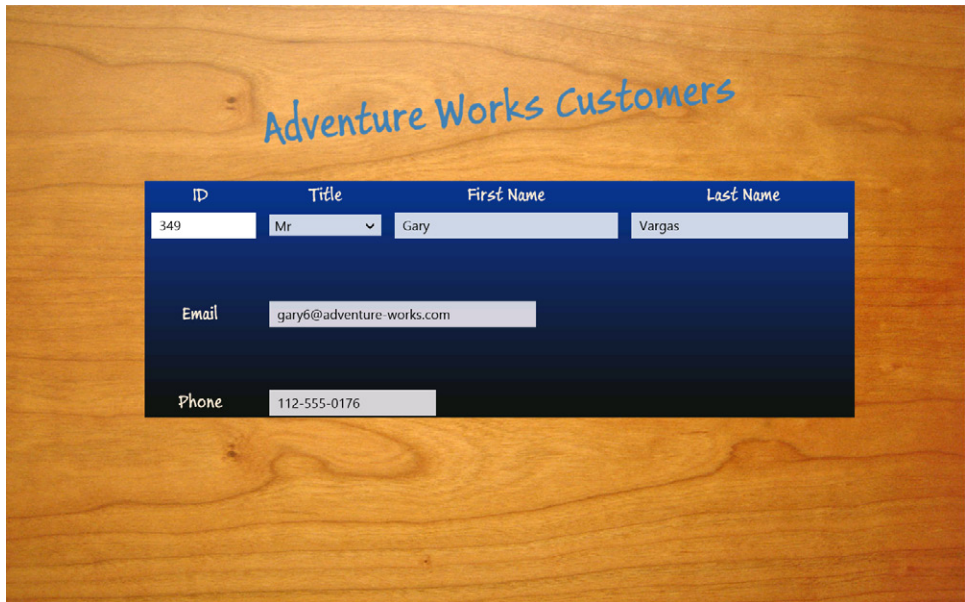 Adventure Works Customers
ID Title First Name Last Name
349 Mr Gary Vargas
Email gary6@adventure-works.com
Phone 112-555-0176